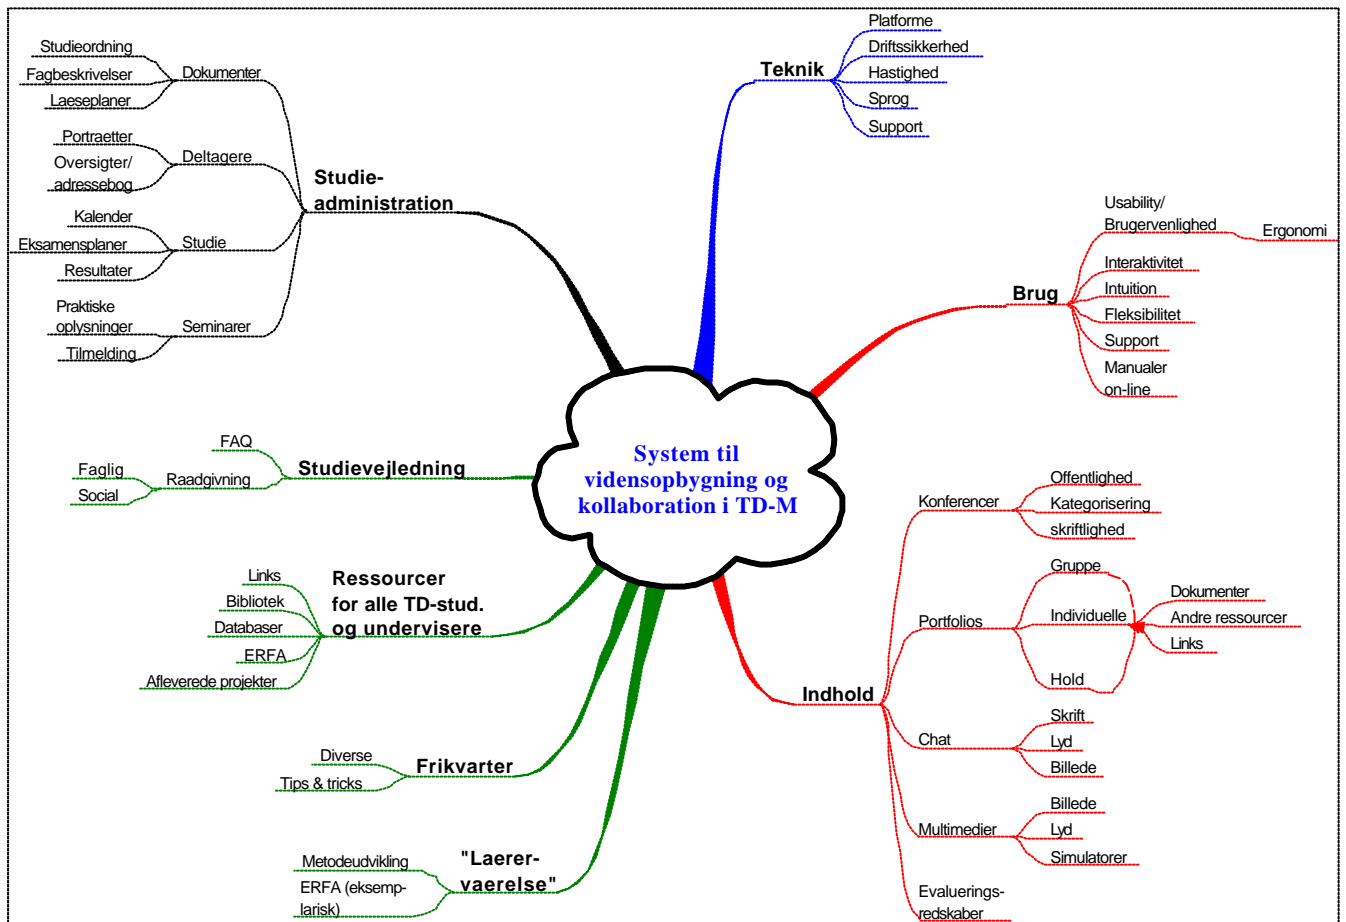 Studieordning
Fagbeskrivelser
Laeseplaner
Dokumenter
Portraetter
Oversigter/
adressebog
Deltagere
Kalender
Eksamensplaner
Resultater
Studie
Praktiske
oplysninger
Tilmelding
Seminarer
Studie-
administration
Teknik
Platforme
Driftssikkerhed
Hastighed
Sprog
Support
Brug
Usability/
Brugervenlighed
Ergonomi
Interaktivitet
Intuition
Fleksibilitet
Support
Manualer
on-line
System til
vidensopbygning og
kollaboration i TD-M
FAQ
Faglig
Social
Raadgivning
Studievejledning
Links
Bibliotek
Databaser
ERFA
Afleverede projekter
Ressourcer
for alle TD-stud.
og undervisere
Diverse
Tips & tricks
Frikvarter
Metodeudvikling
ERFA (eksemp-
larisk)
"Laerer-
vaerelse"
Indhold
Konferencer
Offentlighed
Kategorisering
skriftlighed
Portfolios
Gruppe
Individuelle
Hold
Dokumenter
Andre ressourcer
Links
Chat
Skrift
Lyd
Billede
Multimedier
Billede
Lyd
Simulatorer
Evaluerings-
redskaber